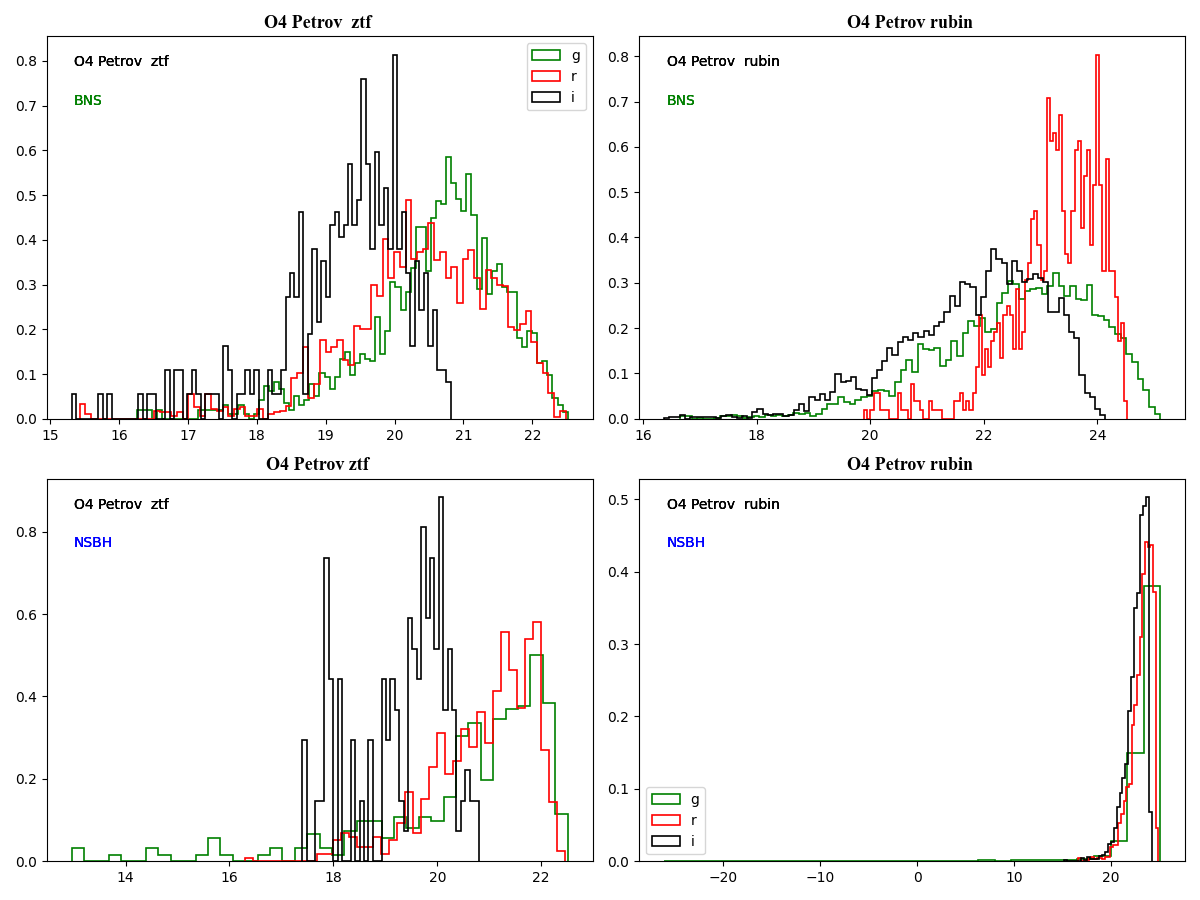 O4 Petrov  ztf
O4 Petrov  ztf
BNS
g
r
i
0.8
0.7
0.6
0.5
0.4
0.3
0.2
0.1
0.0
15 16 17 18 19 20 21 22
O4 Petrov rubin
O4 Petrov  rubin
BNS
0.8
0.7
0.6
0.5
0.4
0.3
0.2
0.1
0.0
16 18 20 22 24
O4 Petrov ztf
O4 Petrov  ztf
NSBH
0.8
0.6
0.4
0.2
0.0
14 16 18 20 22
O4 Petrov rubin
O4 Petrov  rubin
NSBH
0.5
0.4
0.3
0.2
0.1
0.0
g
r
i
−20 −10 0 10 20